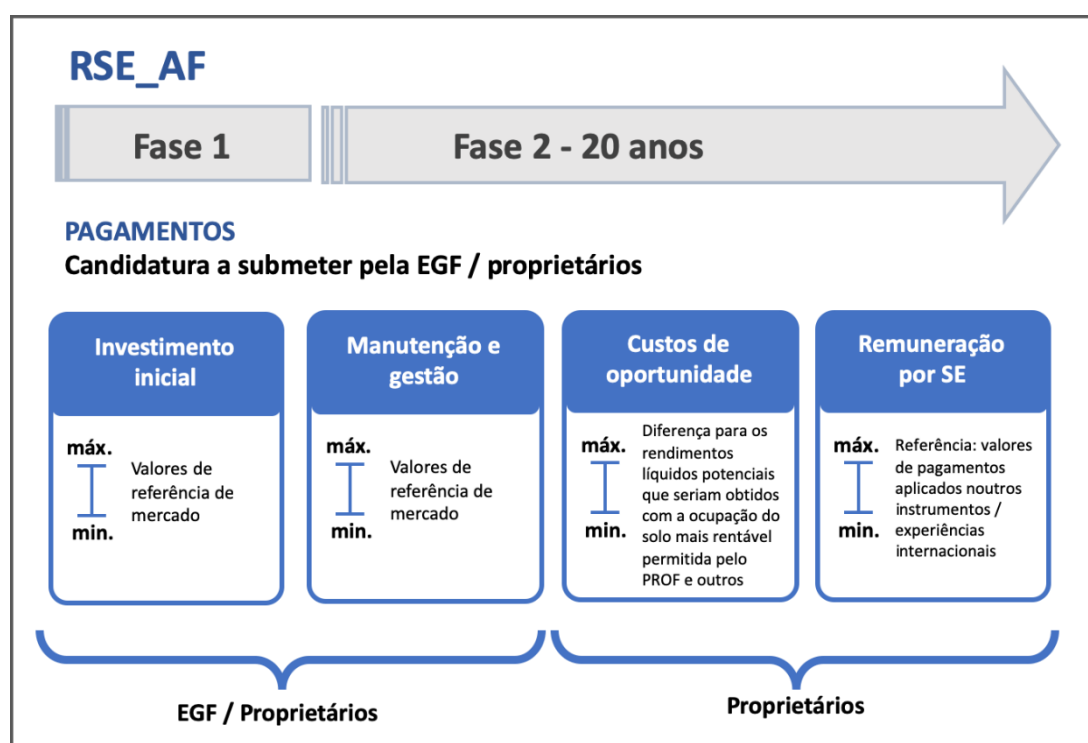 RSE_AF
Fase 1
Fase 2 - 20 anos
PAGAMENTOS
Candidatura a submeter pela EGF / proprietários
Investimento
inicial
máx.
min.
Valores de
referência de
mercado
Manutenção e
gestão
máx.
min.
Valores de
referência de
mercado
Custos de
oportunidade
máx.
min.
Diferença para os
rendimentos
líquidos potenciais
que seriam obtidos
com a ocupação do
solo mais rentável
permitida pelo
PROF e outros
Remuneração
por SE
máx.
min.
Referência: valores
de pagamentos
aplicados noutros
instrumentos /
experiências
internacionais
EGF / Proprietários
Proprietários